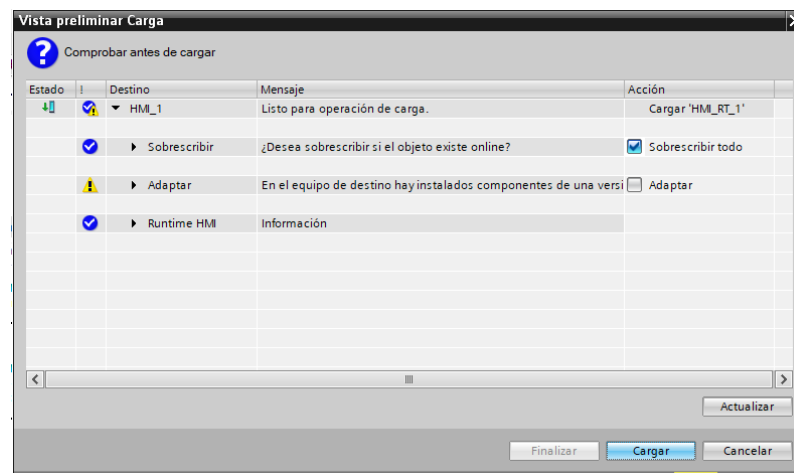 Vista preliminar Carga
Comprobar antes de cargar
Estado ! Destino Mensaje Acción
HMI_1 Listo para operación de carga. Cargar 'HMI_RT_1'
Sobrescribir ¿Desea sobrescribir si el objeto existe online? Sobrescribir todo
Adaptar En el equipo de destino hay instalados componentes de una versi Adaptar
Runtime HMI Información
Actualizar
Finalizar Cargar Cancelar